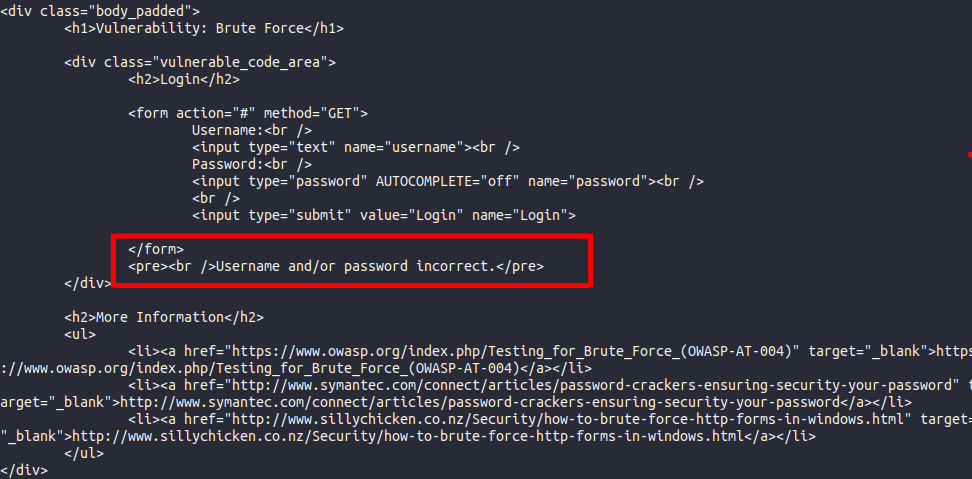 <div class="body_padded">
<h1>Vulnerability: Brute Force</h1>
<div class="vulnerable_code_area">
<h2>Login</h2>
<form action="#" method="GET">
Username:<br />
<input type="text" name="username"><br />
Password:<br />
<input type="password" AUTOCOMPLETE="off" name="password"><br />
<br />
<input type="submit" value="Login" name="Login">
</form>
<pre><br />Username and/or password incorrect.</pre>
</div>
<h2>More Information</h2>
<ul>
<li><a href="https://www.owasp.org/index.php/Testing_for_Brute_Force_(OWASP-AT-004)" target="_blank">https
://www.owasp.org/index.php/Testing_for_Brute_Force_(OWASP-AT-004)</a></li>
<li><a href="http://www.symantec.com/connect/articles/password-crackers-ensuring-security-your-password" t
arget="_blank">http://www.symantec.com/connect/articles/password-crackers-ensuring-security-your-password</a></li>
<li><a href="http://www.sillychicken.co.nz/Security/how-to-brute-force-http-forms-in-windows.html" target=
"_blank">http://www.sillychicken.co.nz/Security/how-to-brute-force-http-forms-in-windows.html</a></li>
</ul>
</div>